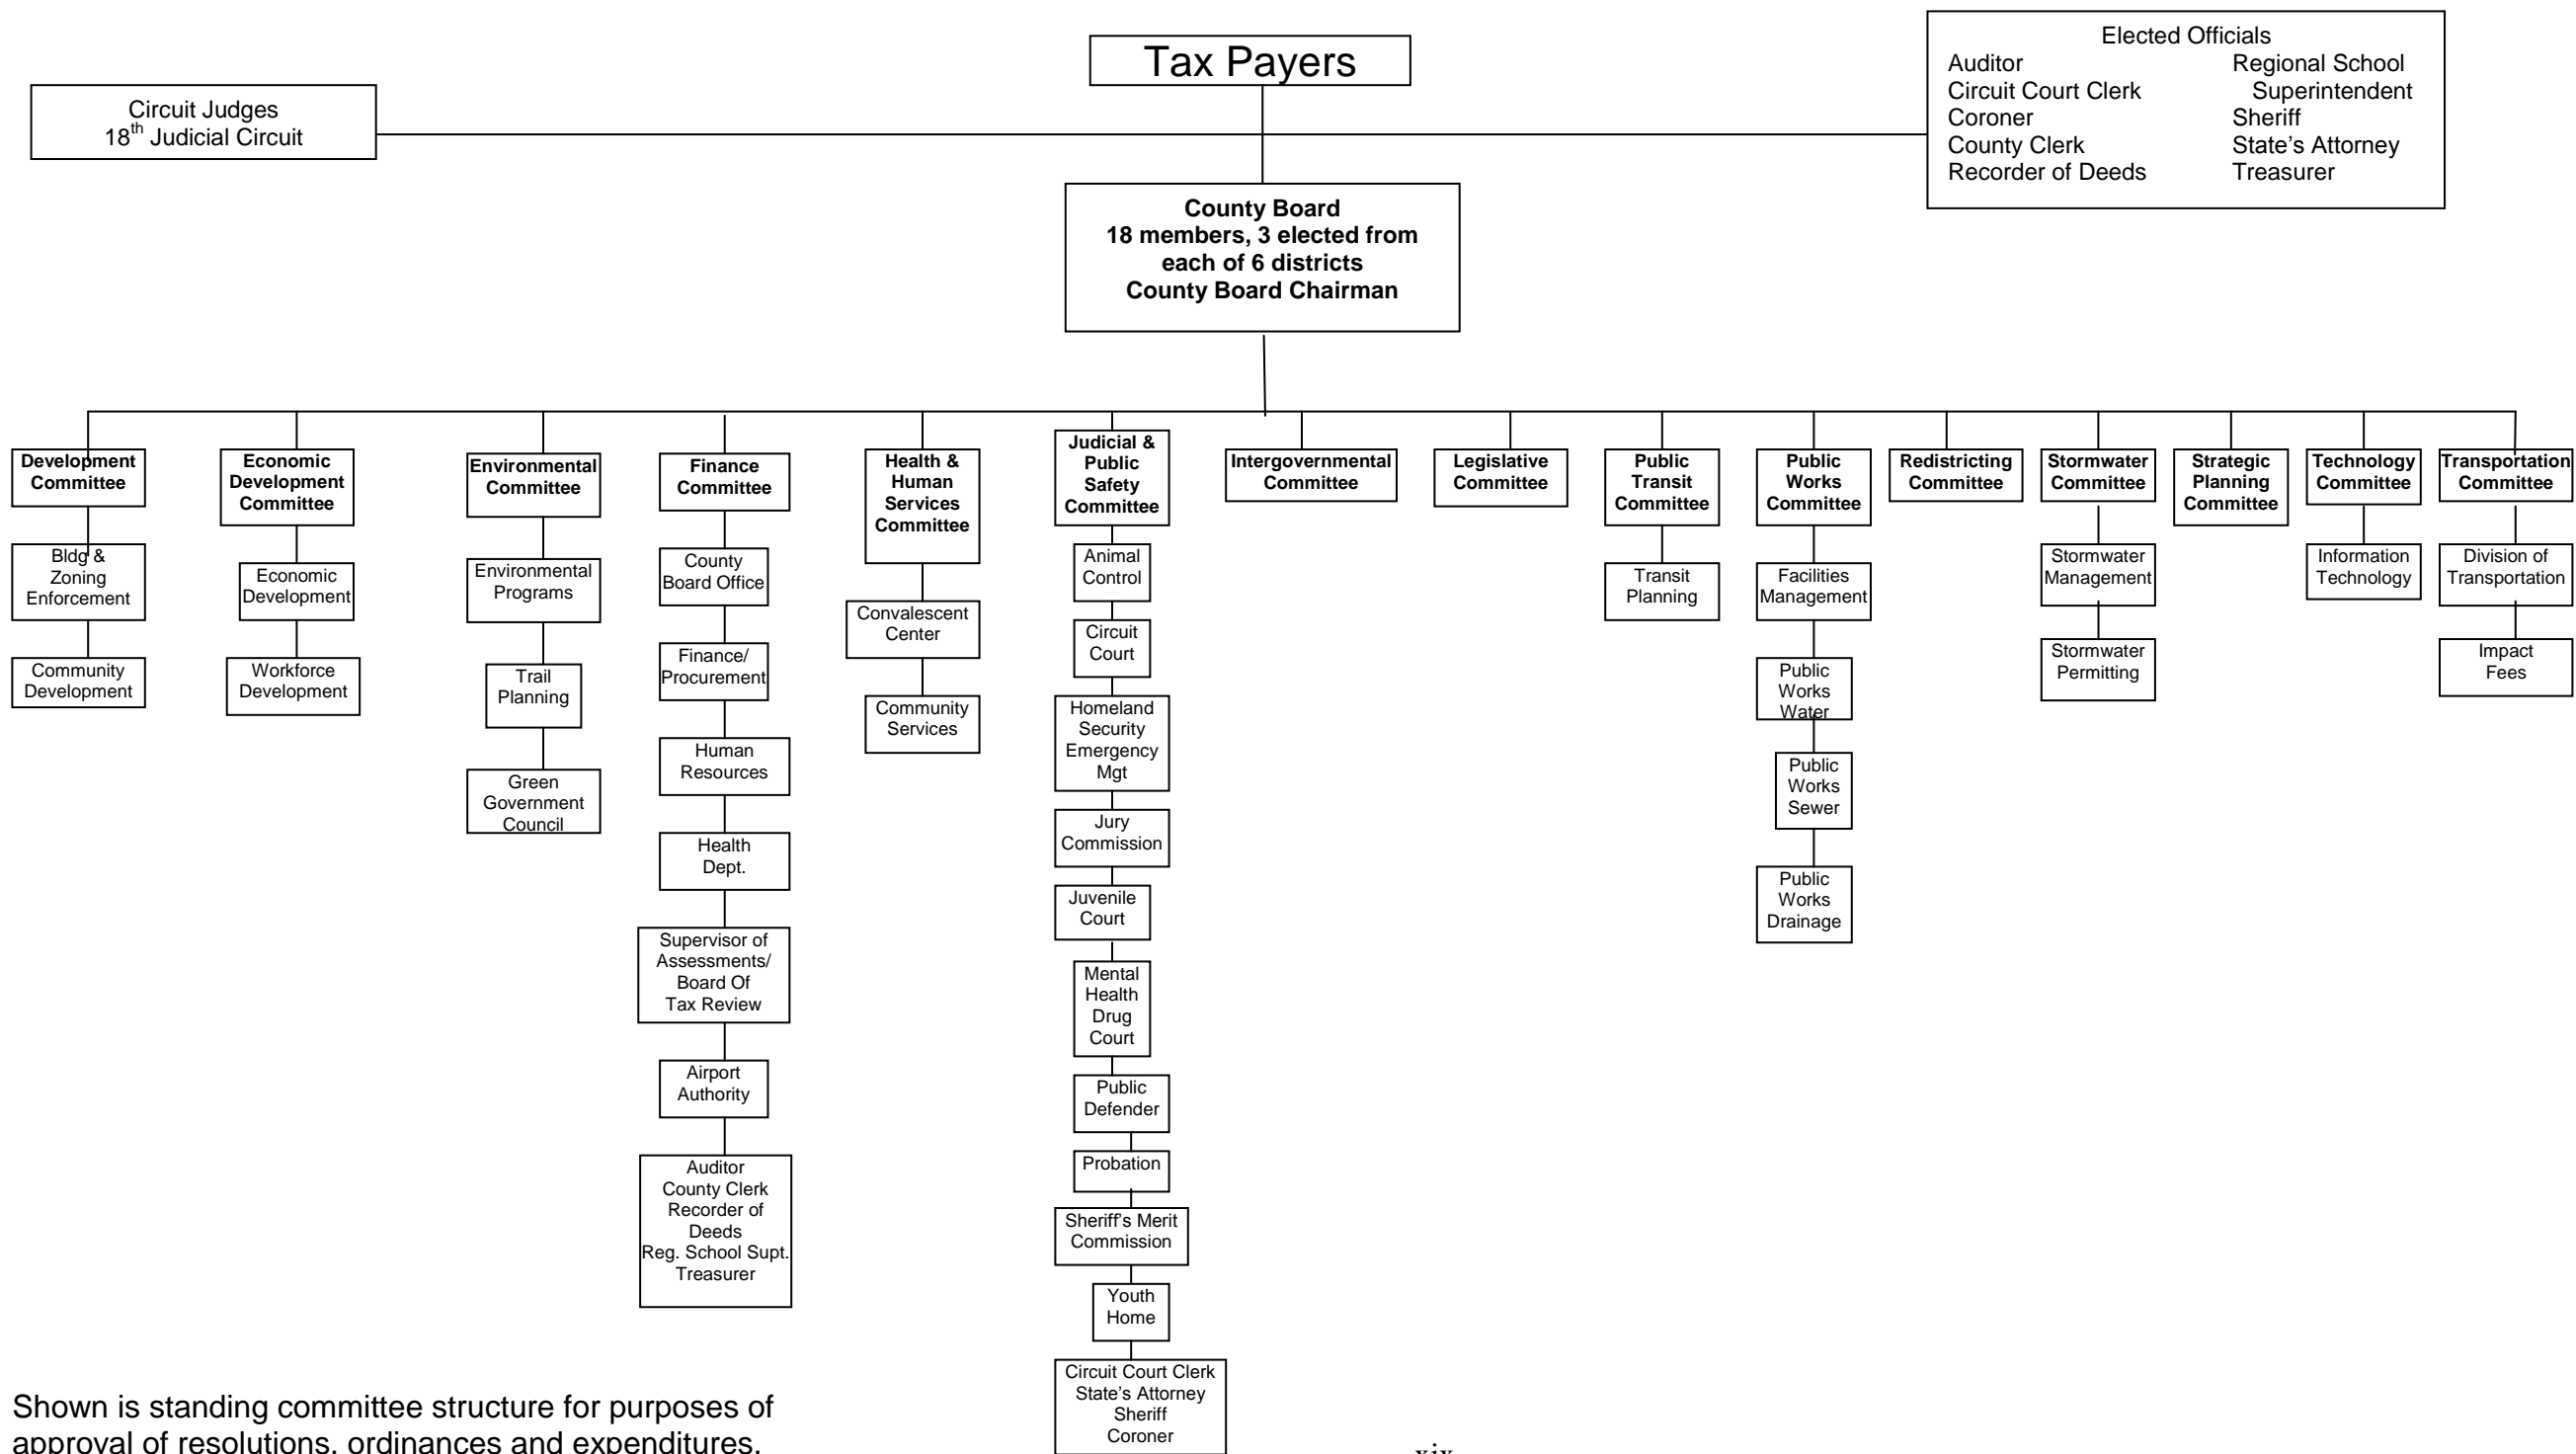 Tax Payers
Circuit Judges
18th Judicial Circuit
Elected Officials
Auditor
Circuit Court Clerk
Coroner
County Clerk
Recorder of Deeds
Regional School
Superintendent
Sheriff
State's Attorney
Treasurer
County Board
18 members, 3 elected from
each of 6 districts
County Board Chairman
Development
Committee
Bldg &
Zoning
Enforcement
Community
Development
Economic
Development
Committee
Economic
Development
Workforce
Development
Environmental
Committee
Environmental
Programs
Trail
Planning
Green
Government
Council
Finance
Committee
County
Board Office
Finance/
Procurement
Human
Resources
Health
Dept.
Supervisor of
Assessments/
Board Of
Tax Review
Airport
Authority
Auditor
County Clerk
Recorder of
Deeds
Reg. School Supt.
Treasurer
Health &
Human
Services
Committee
Convalescent
Center
Community
Services
Judicial &
Public
Safety
Committee
Animal
Control
Circuit
Court
Homeland
Security
Emergency
Mgt
Jury
Commission
Juvenile
Court
Mental
Health
Drug
Court
Public
Defender
Probation
Sheriff's Merit
Commission
Youth
Home
Circuit Court Clerk
State's Attorney
Sheriff
Coroner
Intergovernmental
Committee
Legislative
Committee
Public
Transit
Committee
Transit
Planning
Public
Works
Committee
Facilities
Management
Public
Works
Water
Public
Works
Sewer
Public
Works
Drainage
Redistricting
Committee
Stormwater
Committee
Stormwater
Management
Stormwater
Permitting
Strategic
Planning
Committee
Technology
Committee
Information
Technology
Transportation
Committee
Division of
Transportation
Impact
Fees
Shown is standing committee structure for purposes of
approval of resolutions, ordinances and expenditures.
xix